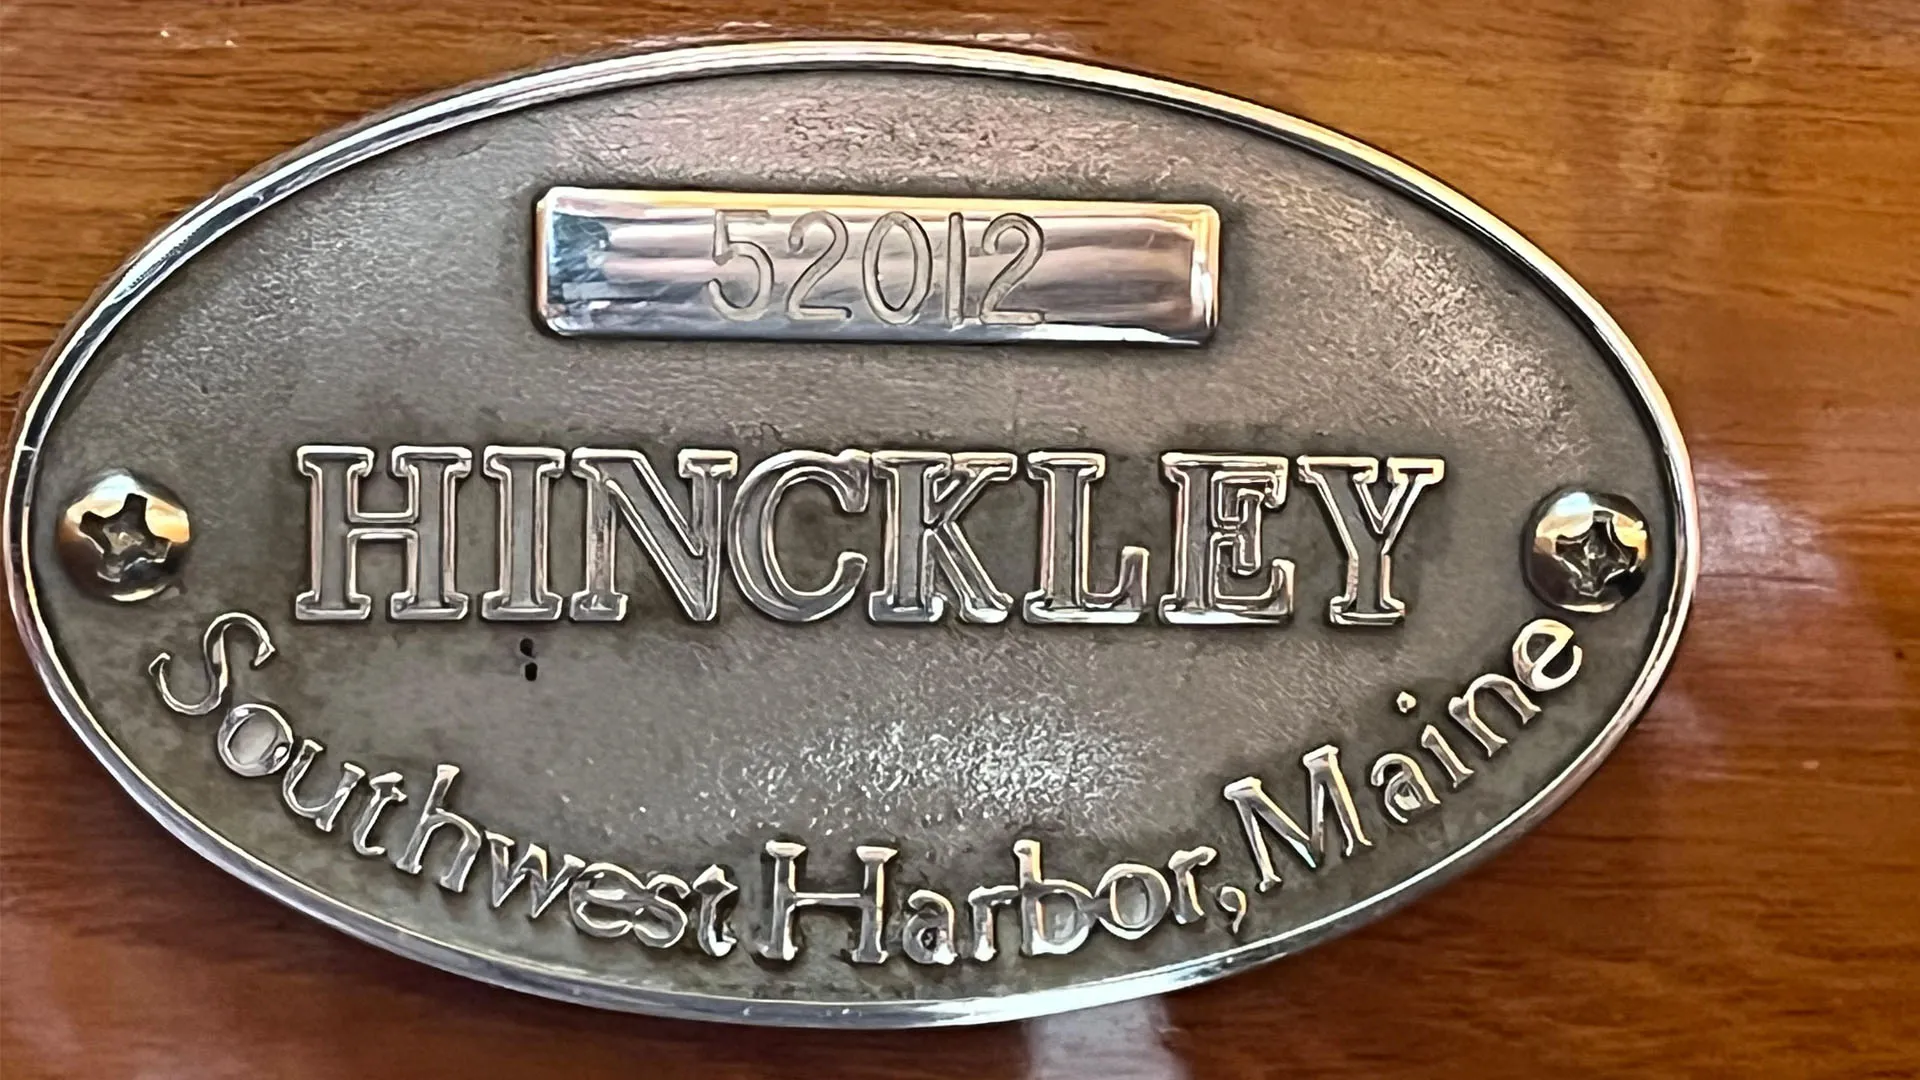 52012
HINCKLEY
Southwest Harbor, Maine